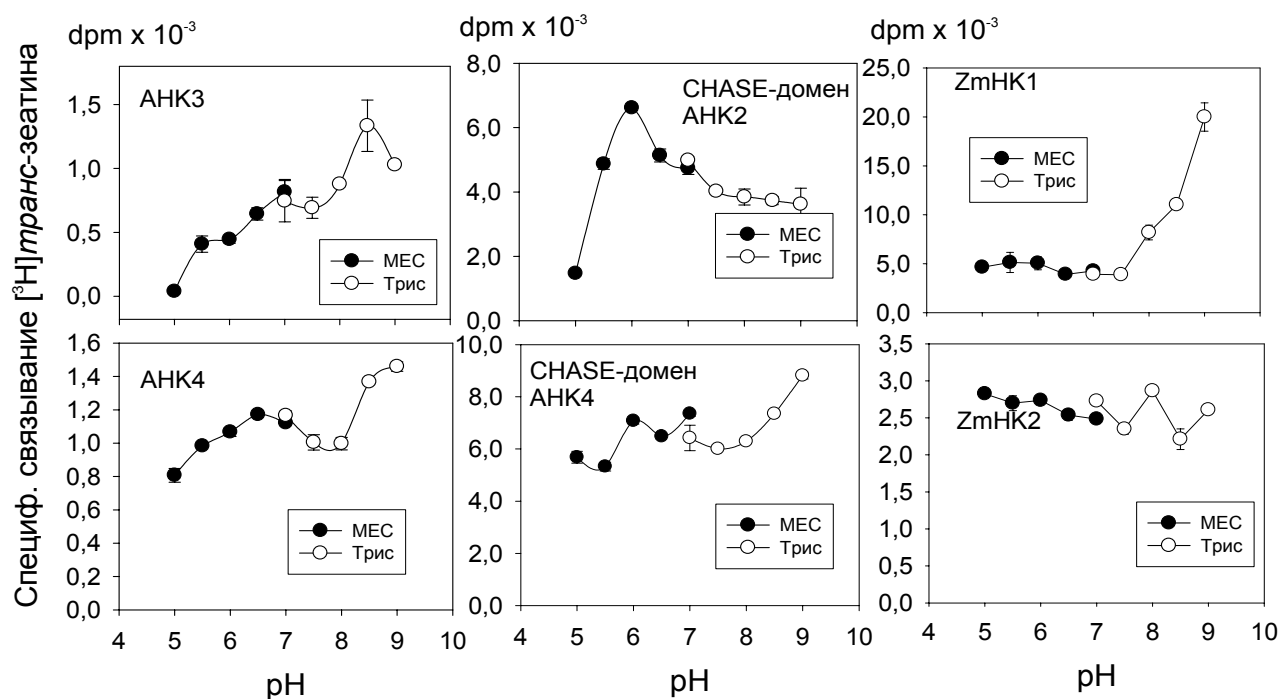 Специф. связывание [³H]транс-зеатина
dpm x 10⁻³
AHK3
1,5
1,0
0,5
0,0
МЕС
Трис
dpm x 10⁻³
CHASE-домен
AHK2
8,0
6,0
4,0
2,0
0,0
МЕС
Трис
dpm x 10⁻³
ZmHK1
25,0
20,0
15,0
10,0
5,0
0,0
МЕС
Трис
AHK4
1,6
1,4
1,2
1,0
0,8
0,6
0,4
0,2
0,0
МЕС
Трис
4 5 6 7 8 9 10
pH
CHASE-домен
AHK4
10,0
8,0
6,0
4,0
2,0
0,0
МЕС
Трис
4 5 6 7 8 9 10
pH
ZmHK2
3,5
3,0
2,5
2,0
1,5
1,0
0,5
0,0
МЕС
Трис
4 5 6 7 8 9 10
pH